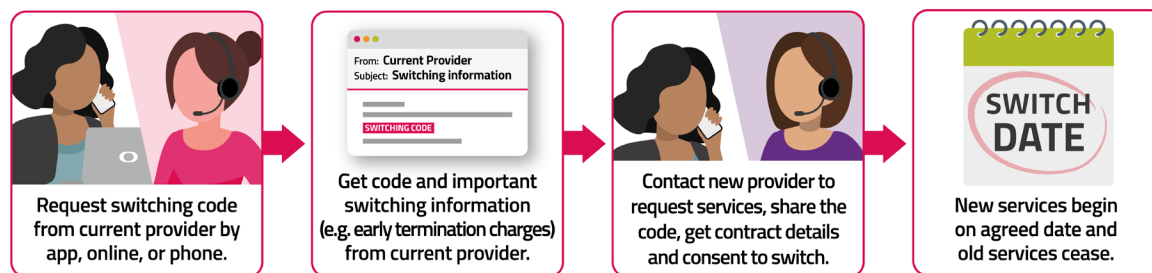 Request switching code
from current provider by
app, online, or phone.
From: Current Provider
Subject: Switching information
SWITCHING CODE
Get code and important
switching information
(e.g. early termination charges)
from current provider.
Contact new provider to
request services, share the
code, get contract details
and consent to switch.
SWITCH
DATE
New services begin
on agreed date and
old services cease.